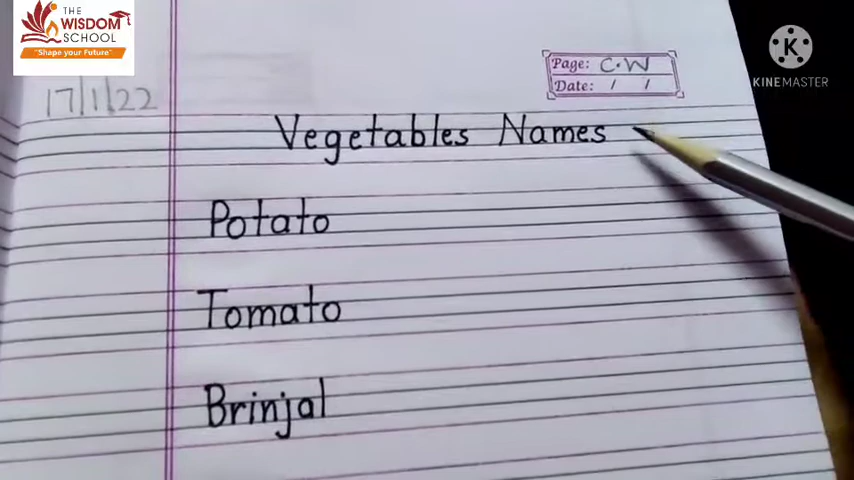 THE
WISDOM
SCHOOL
"Shape your Future"
Page: C.W
Date: / /
KINEMASTER
17/1/22
Vegetables Names
Potato
Tomato
Brinjal